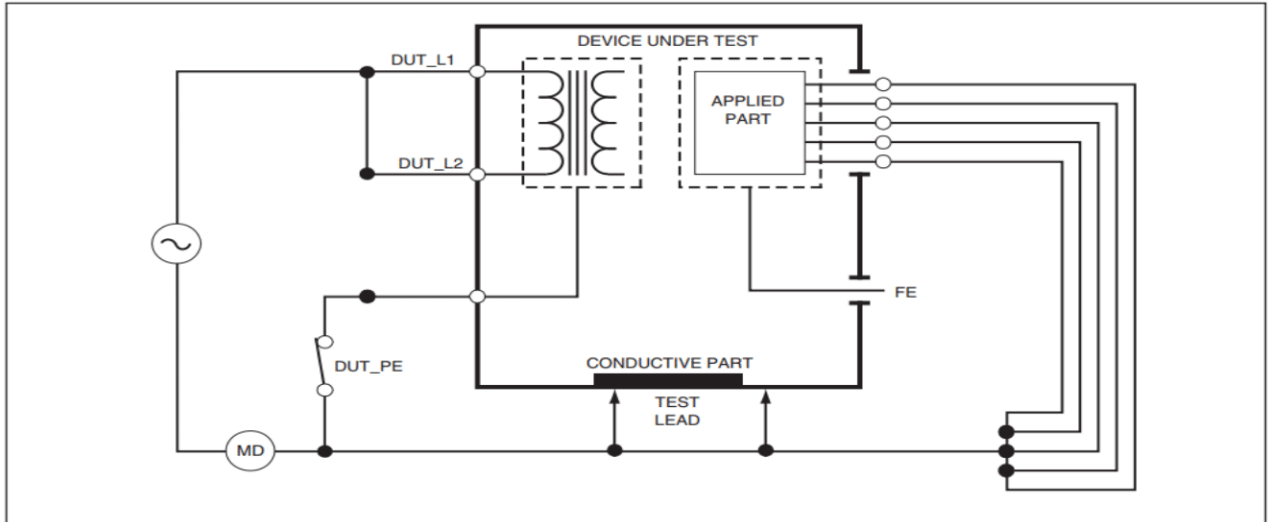 DEVICE UNDER TEST
DUT_L1
APPLIED
PART
DUT_L2
FE
DUT_PE
CONDUCTIVE PART
TEST
LEAD
MD